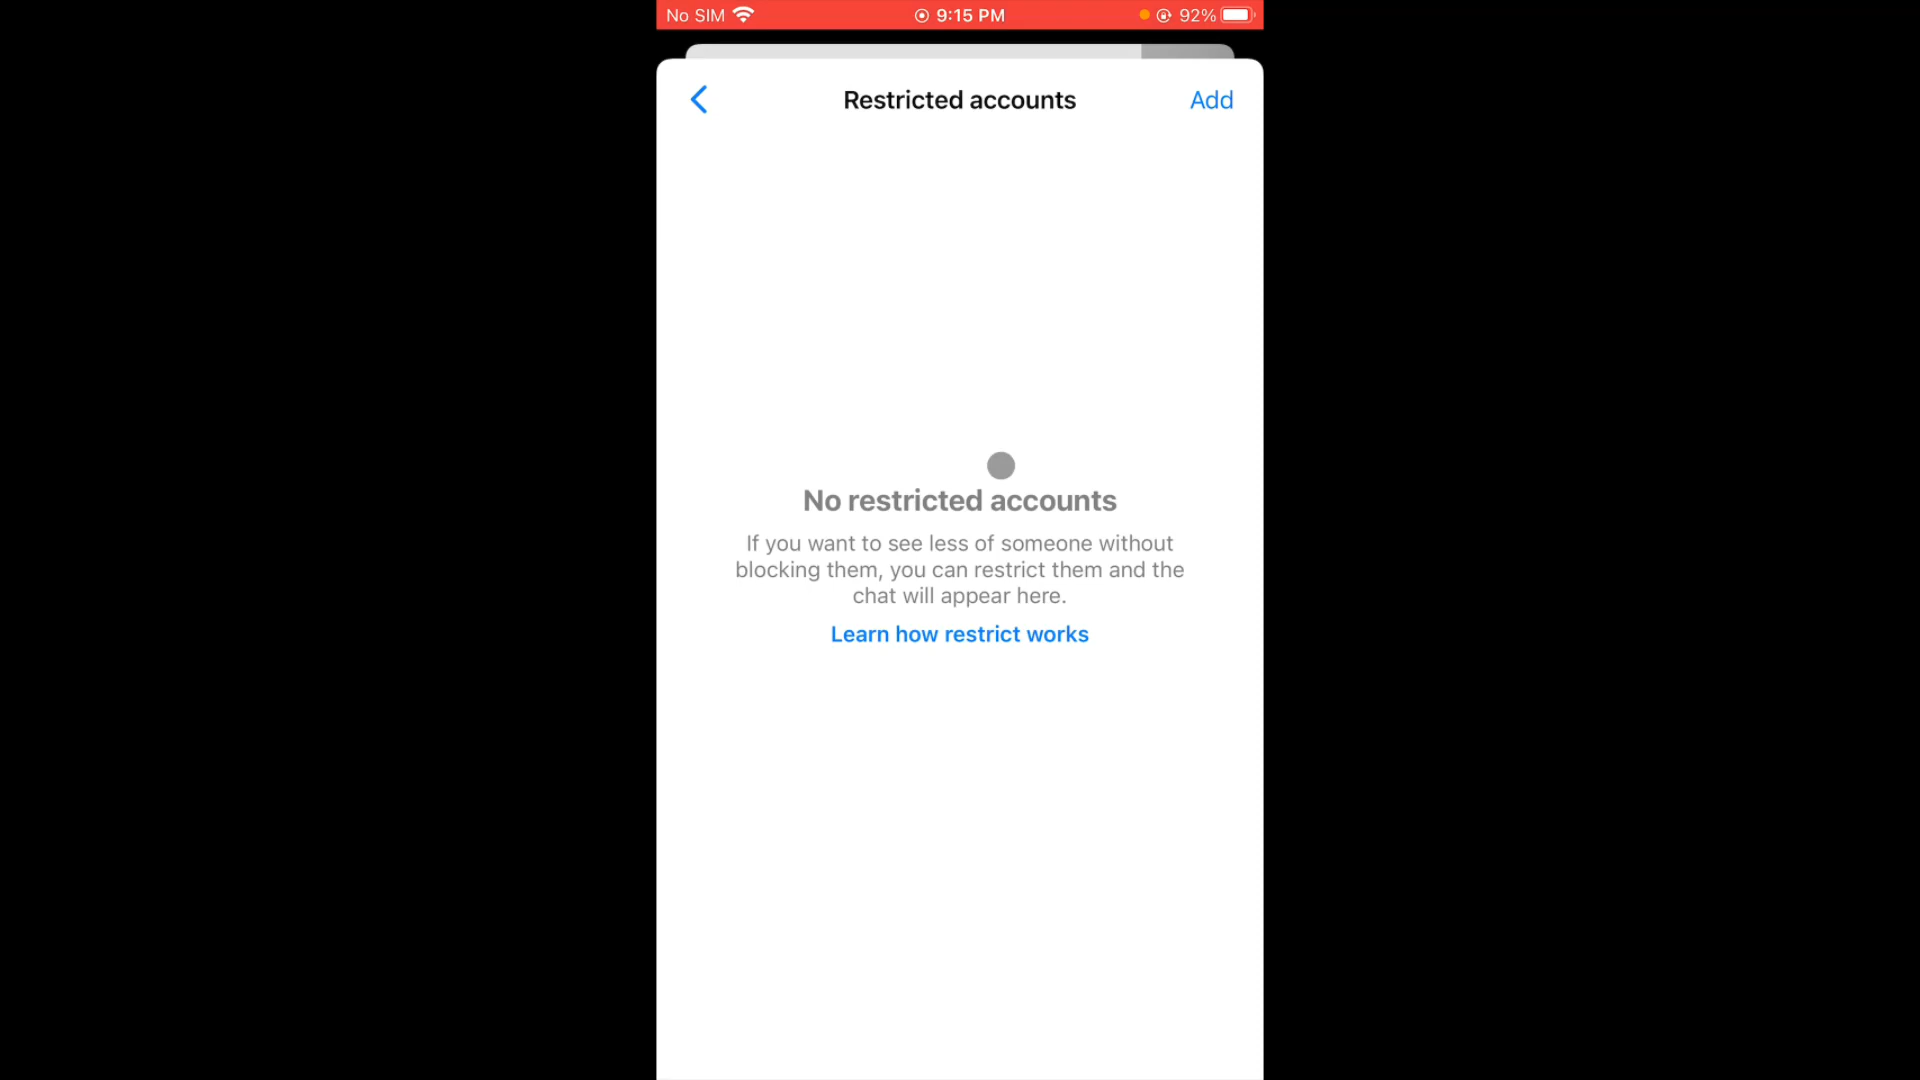 No SIM 9:15 PM 92%
Restricted accounts Add
No restricted accounts
If you want to see less of someone without
blocking them, you can restrict them and the
chat will appear here.
Learn how restrict works